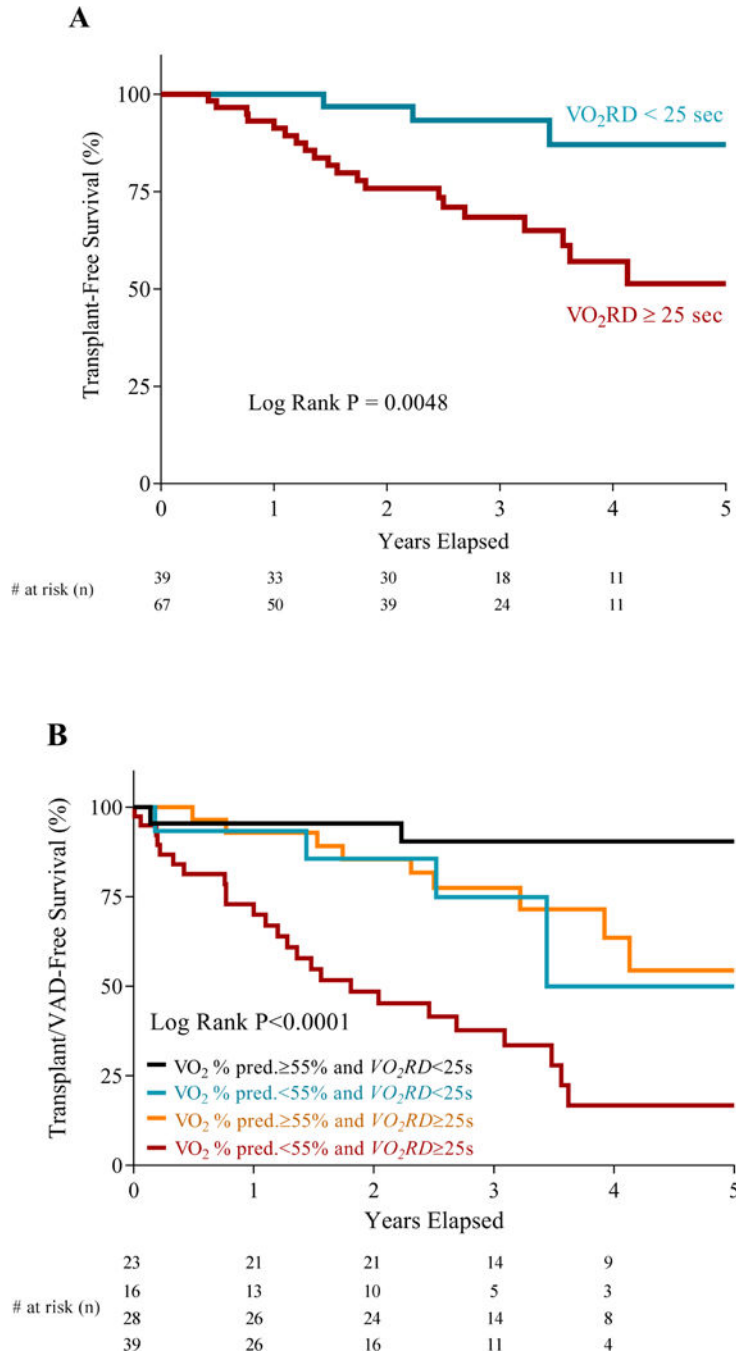 A
Transplant-Free Survival (%)
100
75
50
25
0
VO₂RD < 25 sec
VO₂RD ≥ 25 sec
Log Rank P = 0.0048
0 1 2 3 4 5
Years Elapsed
# at risk (n)
39 33 30 18 11
67 50 39 24 11
B
Transplant/VAD-Free Survival (%)
100
75
50
25
0
Log Rank P<0.0001
VO₂ % pred.≥55% and VO₂RD<25s
VO₂ % pred.<55% and VO₂RD<25s
VO₂ % pred.≥55% and VO₂RD≥25s
VO₂ % pred.<55% and VO₂RD≥25s
0 1 2 3 4 5
Years Elapsed
# at risk (n)
23 21 21 14 9
16 13 10 5 3
28 26 24 14 8
39 26 16 11 4